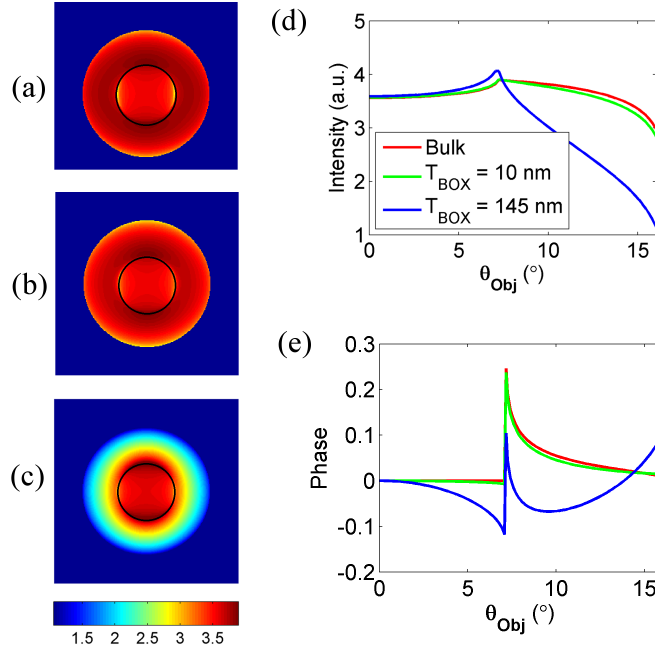 (a)
(b)
(c)
1.5 2 2.5 3 3.5
(d)
5
4
3
2
1
Intensity (a.u.)
Bulk
T_BOX = 10 nm
T_BOX = 145 nm
0 5 10 15
θ_Obj (°)
(e)
0.3
0.2
0.1
0
-0.1
-0.2
Phase
0 5 10 15
θ_Obj (°)